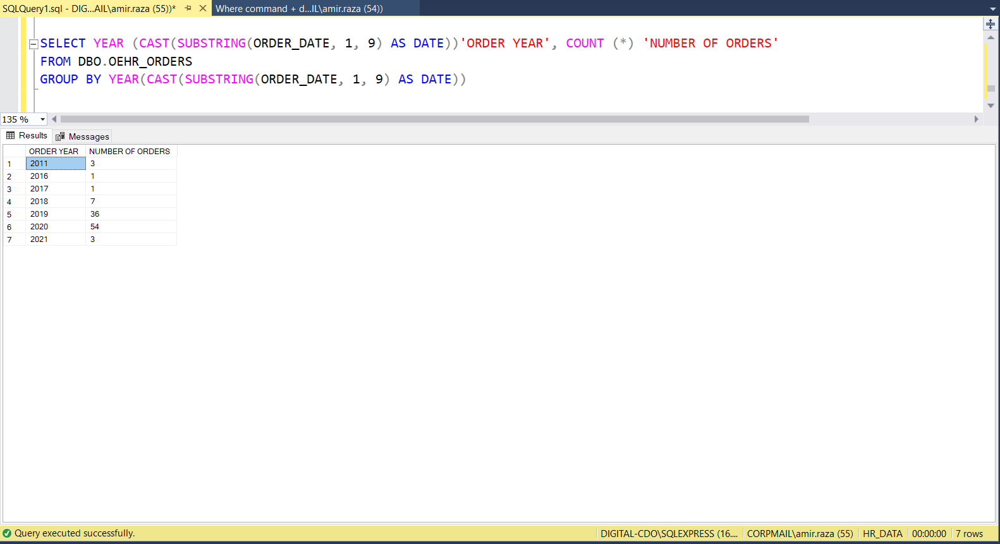 SQLQuery1.sql - DIG...AIL\amir.raza (55))* Where command + d...IL\amir.raza (54))
SELECT YEAR (CAST(SUBSTRING(ORDER_DATE, 1, 9) AS DATE))'ORDER YEAR', COUNT (*) 'NUMBER OF ORDERS'
FROM DBO.OEHR_ORDERS
GROUP BY YEAR(CAST(SUBSTRING(ORDER_DATE, 1, 9) AS DATE))
135 %
Results Messages
ORDER YEAR NUMBER OF ORDERS
1 2011 3
2 2016 1
3 2017 1
4 2018 7
5 2019 36
6 2020 54
7 2021 3
Query executed successfully. DIGITAL-CDO\SQLEXPRESS (16.... CORPMAIL\amir.raza (55) HR_DATA 00:00:00 7 rows